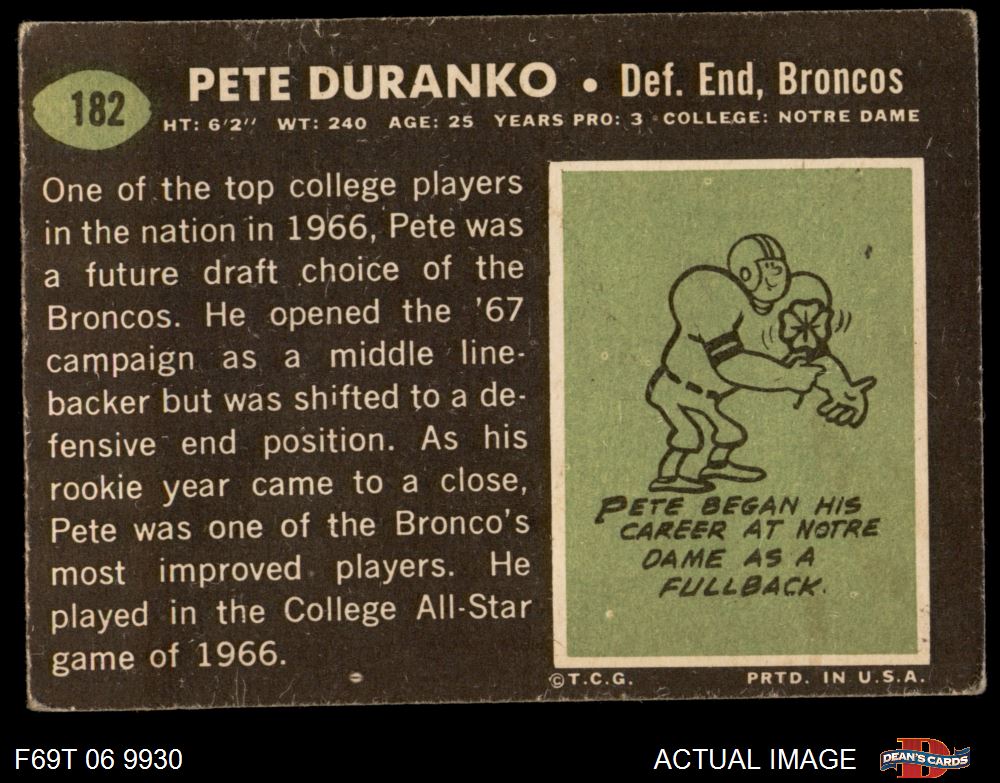 182
PETE DURANKO • Def. End, Broncos
HT: 6'2" WT: 240 AGE: 25 YEARS PRO: 3 · COLLEGE: NOTRE DAME
One of the top college players
in the nation in 1966, Pete was
a future draft choice of the
Broncos. He opened the '67
campaign as a middle line-
backer but was shifted to a de-
fensive end position. As his
rookie year came to a close,
Pete was one of the Bronco's
most improved players. He
played in the College All-Star
game of 1966.
PETE BEGAN HIS
CAREER AT NOTRE
DAME AS A
FULLBACK.
©T.C.G. PRTD. IN U.S.A.
F69T 06 9930
ACTUAL IMAGE
D
DEAN'S CARDS